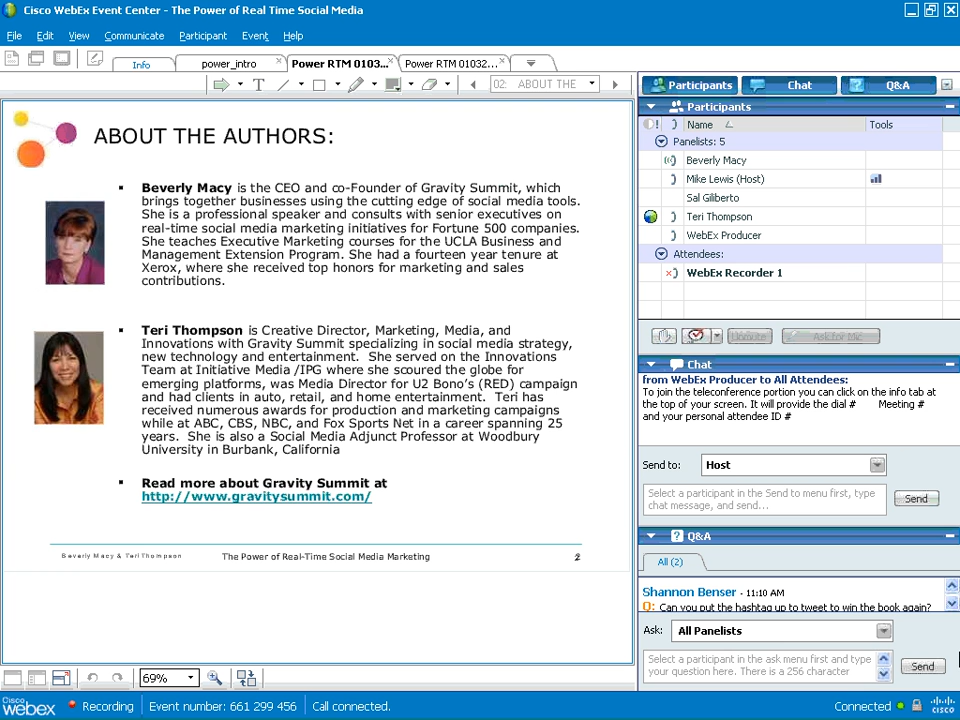 Cisco WebEx Event Center - The Power of Real Time Social Media
File Edit View Communicate Participant Event Help
Info power_intro Power RTM 0103... Power RTM 01032...
T 02: ABOUT THE
ABOUT THE AUTHORS:
Beverly Macy is the CEO and co-Founder of Gravity Summit, which
brings together businesses using the cutting edge of social media tools.
She is a professional speaker and consults with senior executives on
real-time social media marketing initiatives for Fortune 500 companies.
She teaches Executive Marketing courses for the UCLA Business and
Management Extension Program. She had a fourteen year tenure at
Xerox, where she received top honors for marketing and sales
contributions.
Teri Thompson is Creative Director, Marketing, Media, and
Innovations with Gravity Summit specializing in social media strategy,
new technology and entertainment. She served on the Innovations
Team at Initiative Media /IPG where she scoured the globe for
emerging platforms, was Media Director for U2 Bono's (RED) campaign
and had clients in auto, retail, and home entertainment. Teri has
received numerous awards for production and marketing campaigns
while at ABC, CBS, NBC, and Fox Sports Net in a career spanning 25
years. She is also a Social Media Adjunct Professor at Woodbury
University in Burbank, California
Read more about Gravity Summit at
http://www.gravitysummit.com/
Beverly Macy & Teri Thompson The Power of Real-Time Social Media Marketing 2
69%
Participants Chat Q&A
Participants
Name Tools
Panelists: 5
Beverly Macy
Mike Lewis (Host)
Sal Giliberto
Teri Thompson
WebEx Producer
Attendees:
WebEx Recorder 1
Unmute Ask for Mic
Chat
from WebEx Producer to All Attendees:
To join the teleconference portion you can click on the info tab at
the top of your screen. It will provide the dial # Meeting #
and your personal attendee ID #
Send to: Host
Select a participant in the Send to menu first, type
chat message, and send...
Send
Q&A
All (2)
Shannon Benser - 11:10 AM
Q: Can you put the hashtag up to tweet to win the book again?
Ask: All Panelists
Select a participant in the ask menu first and type
your question here. There is a 256 character
Send
Cisco webex Recording Event number: 661 299 456 Call connected. Connected cisco